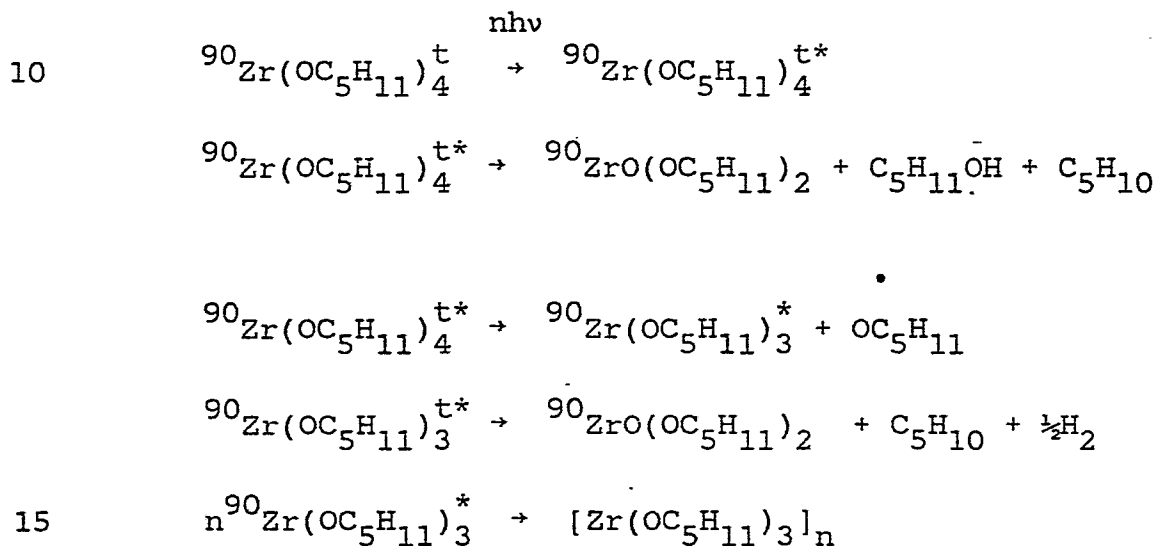 nhν
10 ⁹⁰Zr(OC₅H₁₁)₄ᵗ → ⁹⁰Zr(OC₅H₁₁)₄ᵗ*
⁹⁰Zr(OC₅H₁₁)₄ᵗ* → ⁹⁰ZrO(OC₅H₁₁)₂ + C₅H₁₁OH + C₅H₁₀
⁹⁰Zr(OC₅H₁₁)₄ᵗ* → ⁹⁰Zr(OC₅H₁₁)₃* + ȮC₅H₁₁
⁹⁰Zr(OC₅H₁₁)₃ᵗ* → ⁹⁰ZrO(OC₅H₁₁)₂ + C₅H₁₀ + ½H₂
15 n⁹⁰Zr(OC₅H₁₁)₃* → [Zr(OC₅H₁₁)₃]ₙ